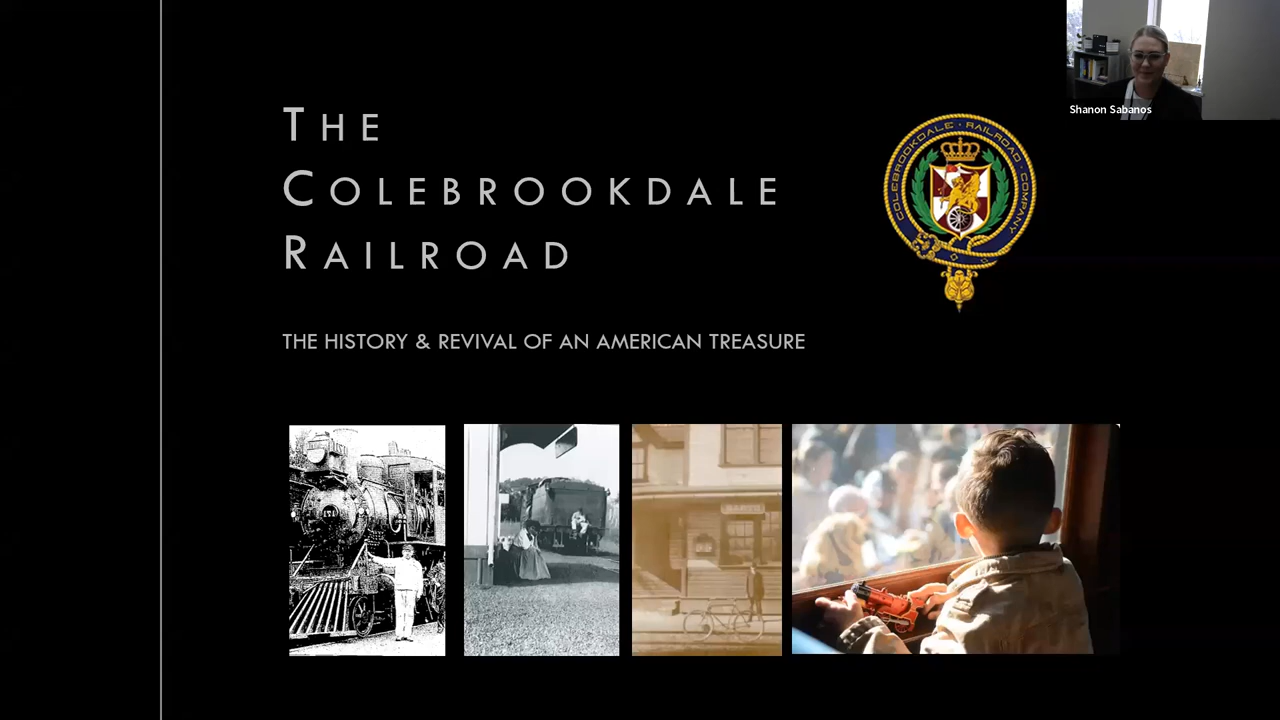 THE
COLEBROOKDALE
RAILROAD
THE HISTORY & REVIVAL OF AN AMERICAN TREASURE
Shanon Sabanos
COLEBROOKDALE · RAILROAD · COMPANY